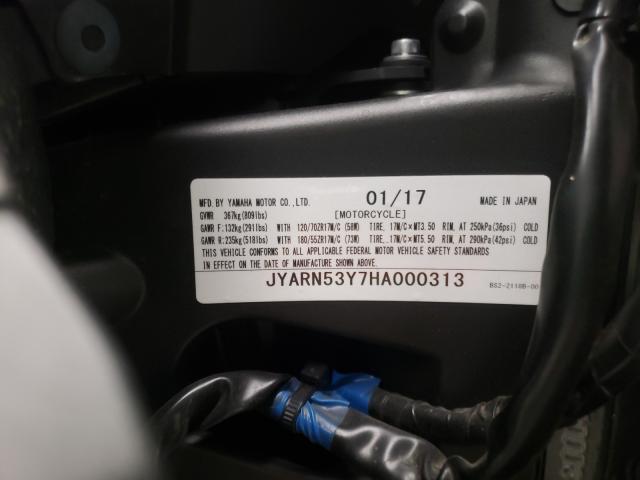 MFD. BY YAMAHA MOTOR CO., LTD. 01/17 MADE IN JAPAN
GVWR 367kg(809lbs) [MOTORCYCLE]
GAWR F:132kg(291lbs) WITH 120/70ZR17M/C (58W) TIRE, 17M/C×MT3.50 RIM, AT 250kPa(36psi) COLD
GAWR R:235kg(518lbs) WITH 180/55ZR17M/C (73W) TIRE, 17M/C×MT5.50 RIM, AT 290kPa(42psi) COLD
THIS VEHICLE CONFORMS TO ALL APPLICABLE FEDERAL MOTOR VEHICLE SAFETY STANDARDS
IN EFFECT ON THE DATE OF MANUFACTURE SHOWN ABOVE.
JYARN53Y7HA000313
BS2-2118B-00